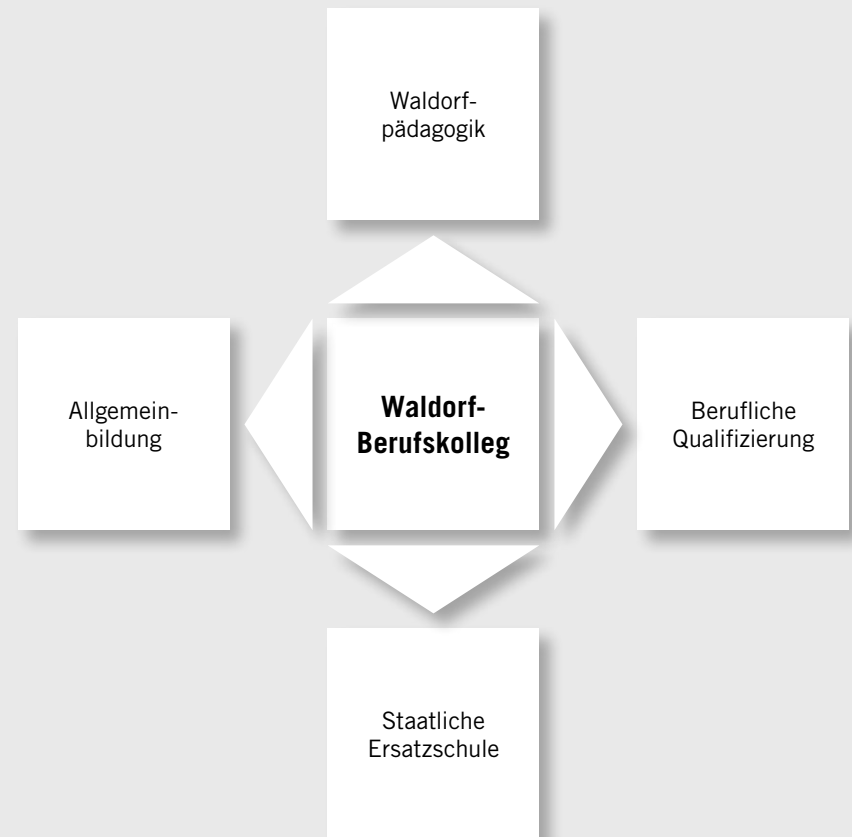 Waldorf-
pädagogik
Allgemein-
bildung
Waldorf-
Berufskolleg
Berufliche
Qualifizierung
Staatliche
Ersatzschule